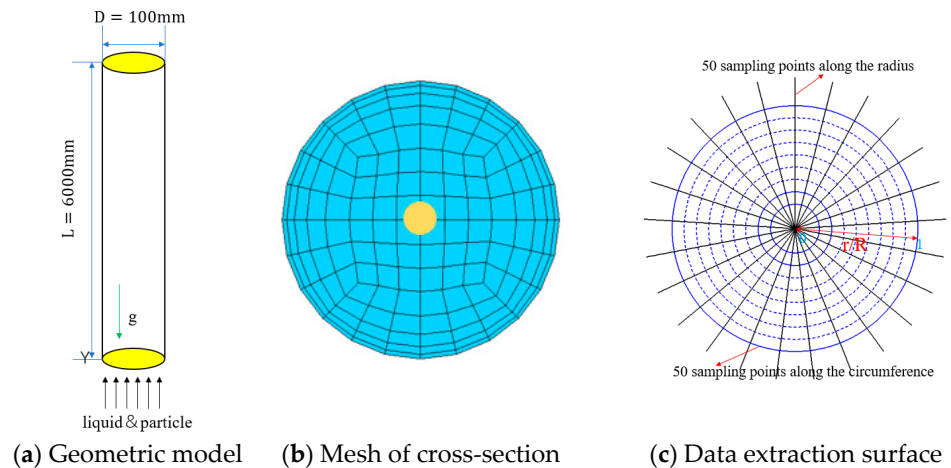 D = 100mm
L = 6000mm
g
Y
liquid & particle
(a) Geometric model
(b) Mesh of cross-section
50 sampling points along the radius
r/R
1
50 sampling points along the circumference
(c) Data extraction surface